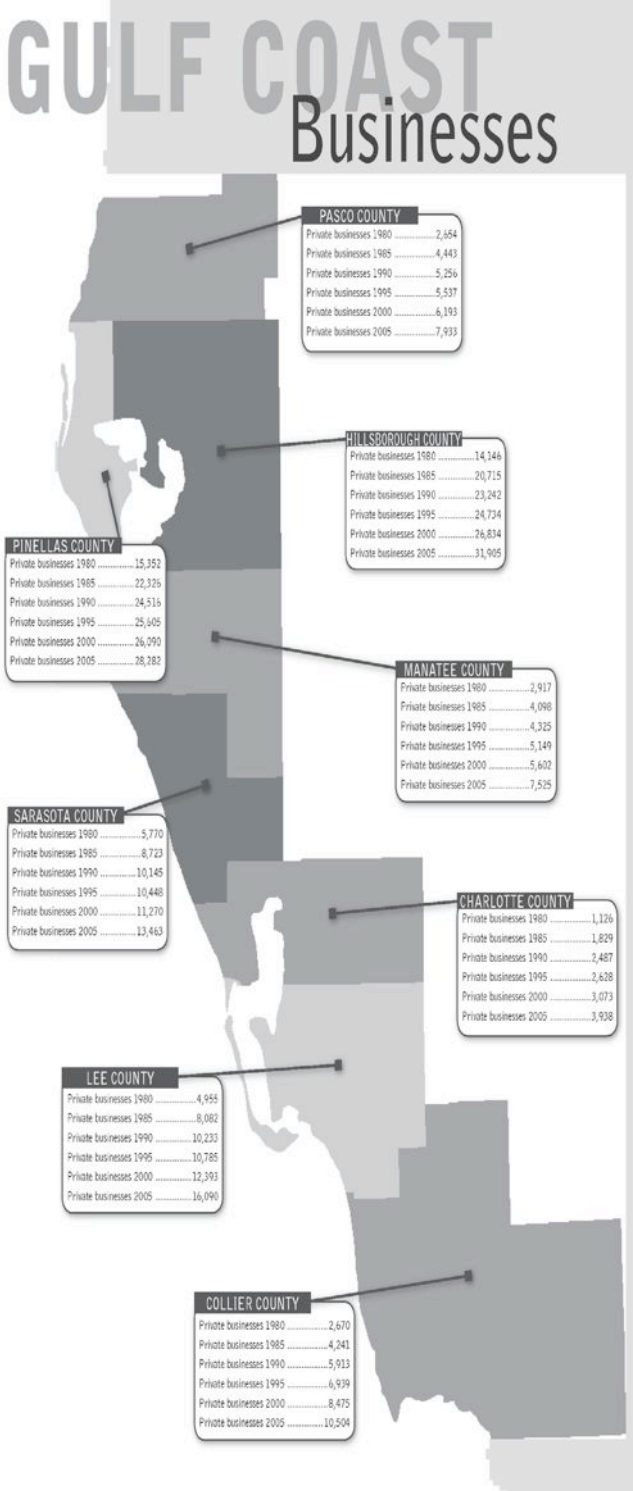 GULF COAST
Businesses
PASCO COUNTY
Private businesses 1980 ................2,654
Private businesses 1985 ................4,443
Private businesses 1990 ................5,256
Private businesses 1995 ................5,537
Private businesses 2000 ................6,193
Private businesses 2005 ................7,933
HILLSBOROUGH COUNTY
Private businesses 1980 ..............14,146
Private businesses 1985 ..............20,715
Private businesses 1990 ..............23,242
Private businesses 1995 ..............24,734
Private businesses 2000 ..............26,834
Private businesses 2005 ..............31,905
PINELLAS COUNTY
Private businesses 1980 ..............15,352
Private businesses 1985 ..............22,326
Private businesses 1990 ..............24,516
Private businesses 1995 ..............25,605
Private businesses 2000 ..............26,090
Private businesses 2005 ..............28,282
MANATEE COUNTY
Private businesses 1980 ................2,917
Private businesses 1985 ................4,098
Private businesses 1990 ................4,325
Private businesses 1995 ................5,149
Private businesses 2000 ................5,602
Private businesses 2005 ................7,525
SARASOTA COUNTY
Private businesses 1980 ................5,770
Private businesses 1985 ................8,723
Private businesses 1990 ..............10,145
Private businesses 1995 ..............10,448
Private businesses 2000 ..............11,270
Private businesses 2005 ..............13,463
CHARLOTTE COUNTY
Private businesses 1980 ................1,126
Private businesses 1985 ................1,829
Private businesses 1990 ................2,487
Private businesses 1995 ................2,628
Private businesses 2000 ................3,073
Private businesses 2005 ................3,938
LEE COUNTY
Private businesses 1980 ................4,955
Private businesses 1985 ................8,082
Private businesses 1990 ..............10,233
Private businesses 1995 ..............10,785
Private businesses 2000 ..............12,393
Private businesses 2005 ..............16,090
COLLIER COUNTY
Private businesses 1980 ................2,670
Private businesses 1985 ................4,241
Private businesses 1990 ................5,913
Private businesses 1995 ................6,939
Private businesses 2000 ................8,475
Private businesses 2005 ..............10,504